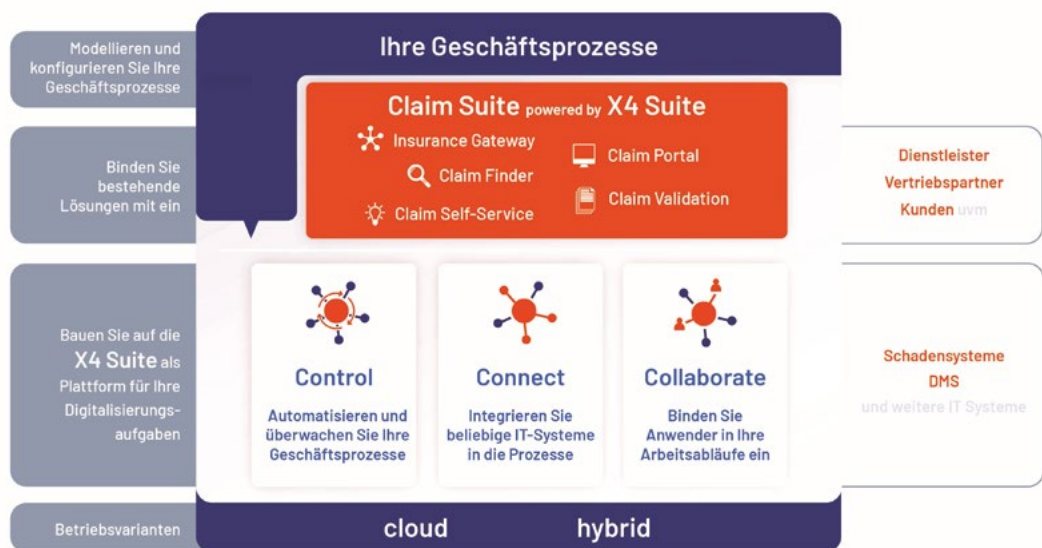 Ihre Geschäftsprozesse
Modellieren und
konfigurieren Sie Ihre
Geschäftsprozesse
Claim Suite powered by X4 Suite
Insurance Gateway
Claim Finder
Claim Self-Service
Claim Portal
Claim Validation
Binden Sie
bestehende
Lösungen mit ein
Dienstleister
Vertriebspartner
Kunden uvm
Bauen Sie auf die
X4 Suite als
Plattform für Ihre
Digitalisierungs-
aufgaben
Control
Automatisieren und
überwachen Sie Ihre
Geschäftsprozesse
Connect
Integrieren Sie
beliebige IT-Systeme
in die Prozesse
Collaborate
Binden Sie
Anwender in Ihre
Arbeitsabläufe ein
Schadensysteme
DMS
und weitere IT Systeme
Betriebsvarianten
cloud
hybrid